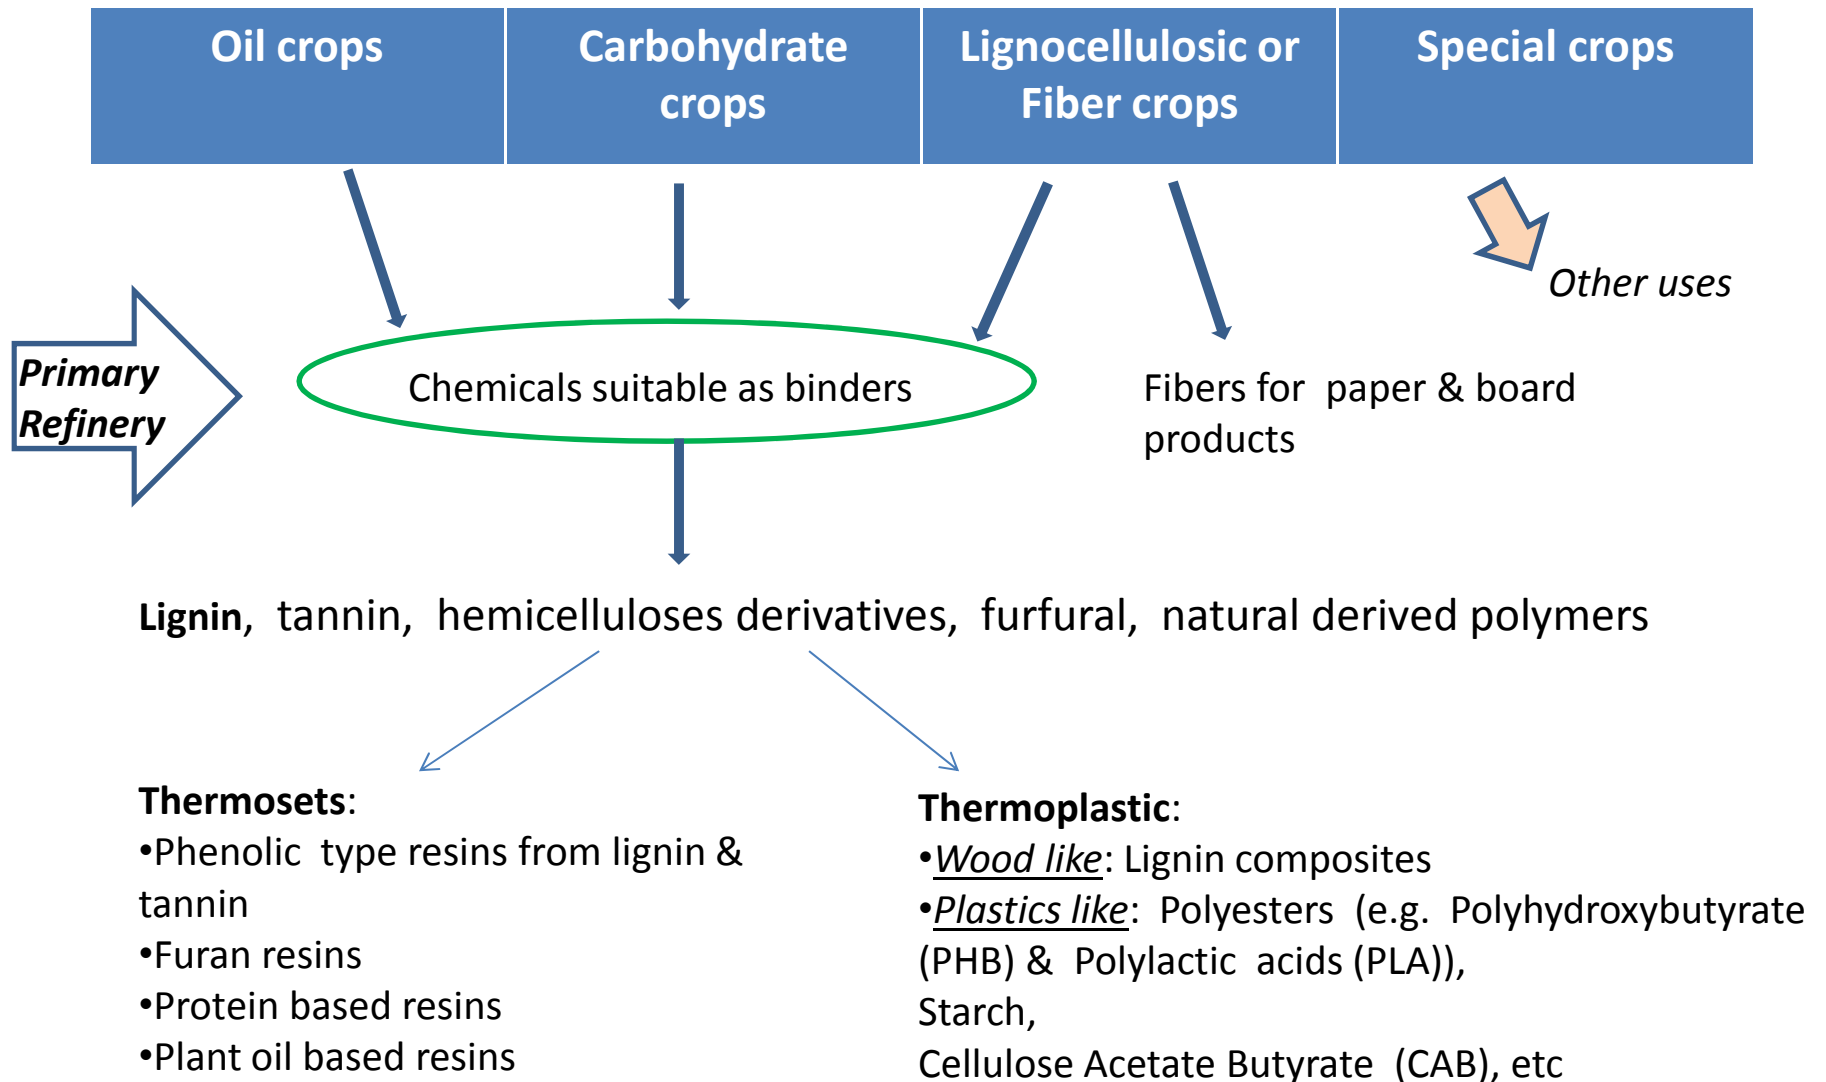 Oil crops
Carbohydrate
crops
Lignocellulosic or
Fiber crops
Special crops
Other uses
Primary
Refinery
Chemicals suitable as binders
Fibers for paper & board
products
Lignin, tannin, hemicelluloses derivatives, furfural, natural derived polymers
Thermosets:
•Phenolic type resins from lignin &
tannin
•Furan resins
•Protein based resins
•Plant oil based resins
Thermoplastic:
•Wood like: Lignin composites
•Plastics like: Polyesters (e.g. Polyhydroxybutyrate
(PHB) & Polylactic acids (PLA)),
Starch,
Cellulose Acetate Butyrate (CAB), etc